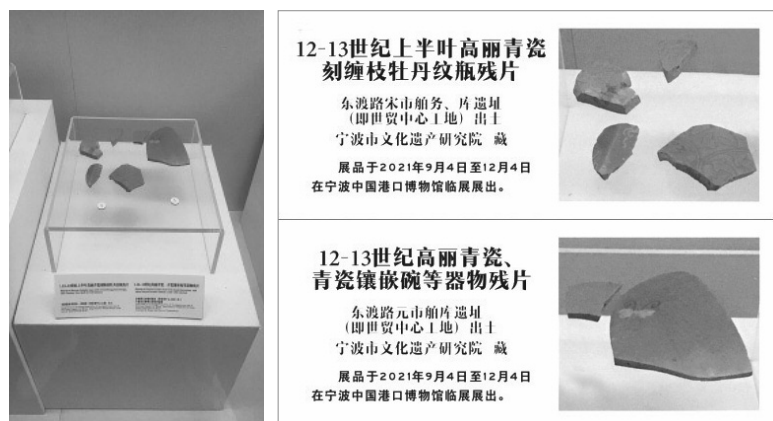 12-13世纪上半叶高丽青瓷
刻缠枝牡丹纹瓶残片
东渡路宋市舶务、库遗址
（即世贸中心工地）出土
宁波市文化遗产研究院 藏
展品于2021年9月4日至12月4日
在宁波中国港口博物馆临展展出。
12-13世纪高丽青瓷、
青瓷镶嵌碗等器物残片
东渡路元市舶库遗址
（即世贸中心工地）出土
宁波市文化遗产研究院 藏
展品于2021年9月4日至12月4日
在宁波中国港口博物馆临展展出。